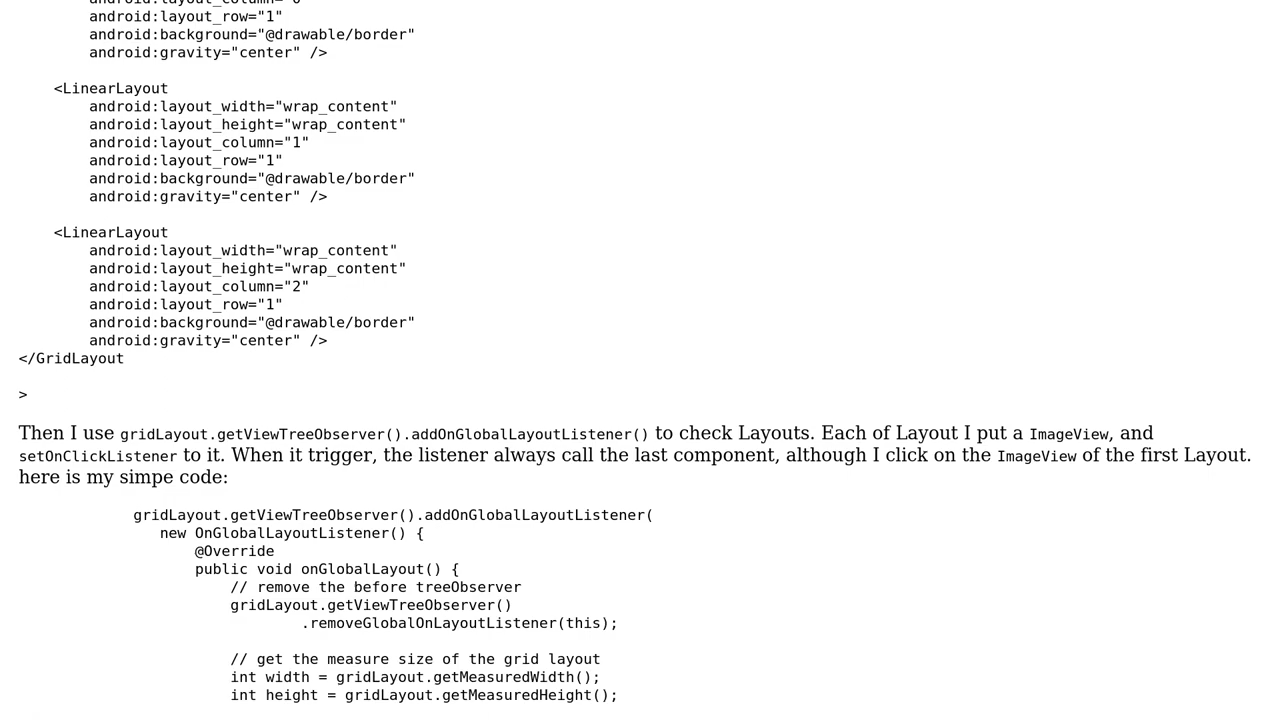 android:layout_column="0"
android:layout_row="1"
android:background="@drawable/border"
android:gravity="center" />
<LinearLayout
android:layout_width="wrap_content"
android:layout_height="wrap_content"
android:layout_column="1"
android:layout_row="1"
android:background="@drawable/border"
android:gravity="center" />
<LinearLayout
android:layout_width="wrap_content"
android:layout_height="wrap_content"
android:layout_column="2"
android:layout_row="1"
android:background="@drawable/border"
android:gravity="center" />
</GridLayout
>
Then I use gridLayout.getViewTreeObserver().addOnGlobalLayoutListener() to check Layouts. Each of Layout I put a ImageView, and
setOnClickListener to it. When it trigger, the listener always call the last component, although I click on the ImageView of the first Layout.
here is my simpe code:
gridLayout.getViewTreeObserver().addOnGlobalLayoutListener(
new OnGlobalLayoutListener() {
@Override
public void onGlobalLayout() {
// remove the before treeObserver
gridLayout.getViewTreeObserver()
.removeGlobalOnLayoutListener(this);
// get the measure size of the grid layout
int width = gridLayout.getMeasuredWidth();
int height = gridLayout.getMeasuredHeight();